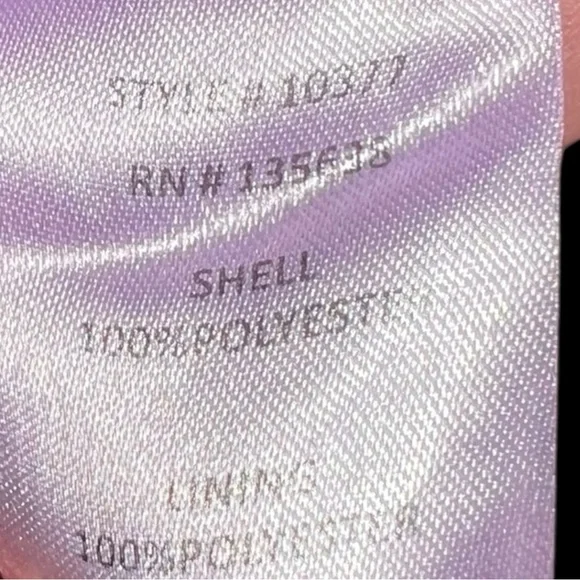 STYLE # 10377
RN # 135638
SHELL
100%POLYESTER
LINING
100%POLYESTER